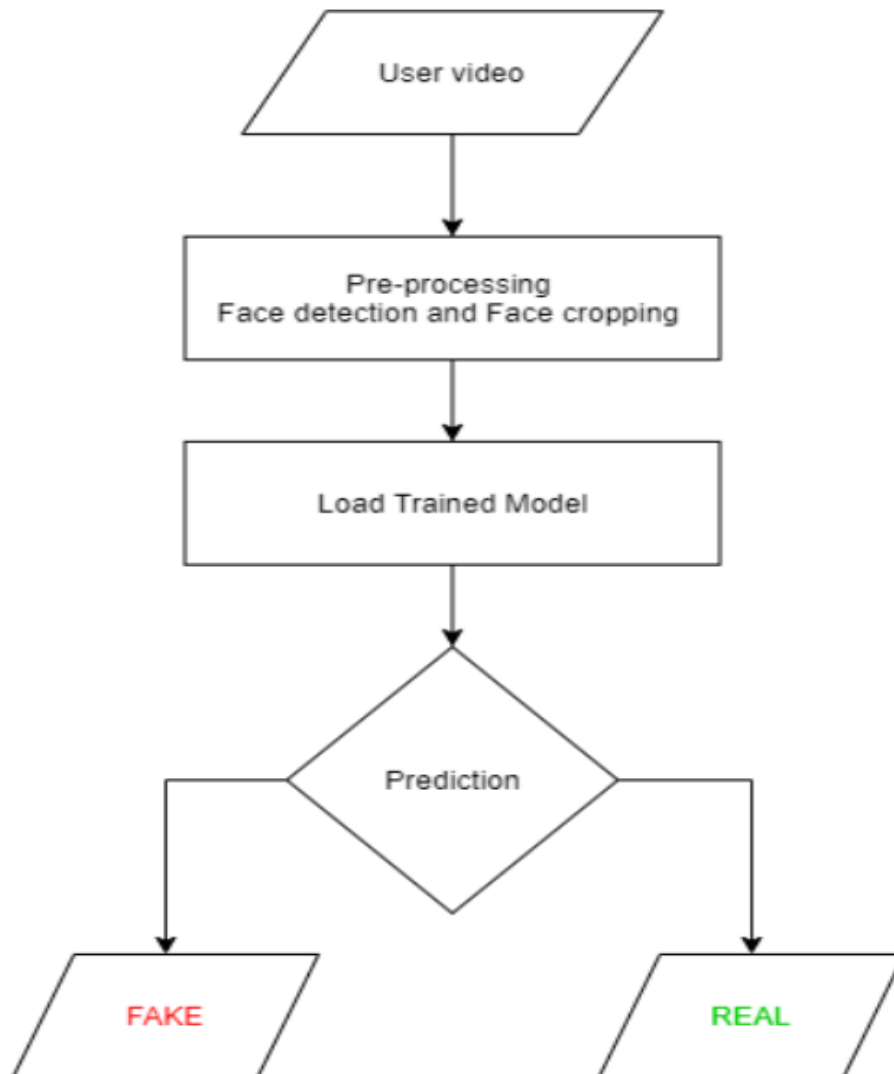 User video
Pre-processing
Face detection and Face cropping
Load Trained Model
Prediction
FAKE
REAL